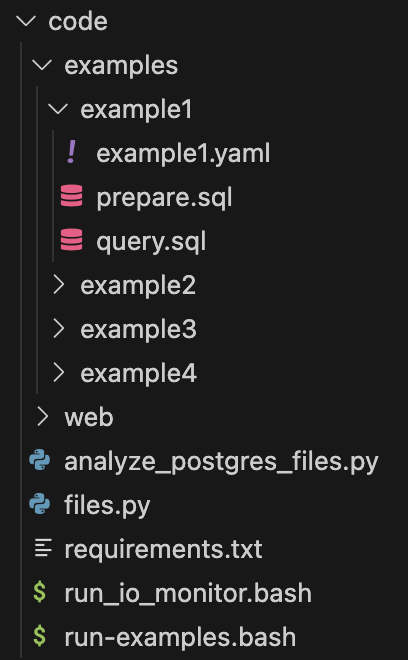 code
examples
example1
! example1.yaml
prepare.sql
query.sql
example2
example3
example4
web
analyze_postgres_files.py
files.py
requirements.txt
$ run_io_monitor.bash
$ run-examples.bash